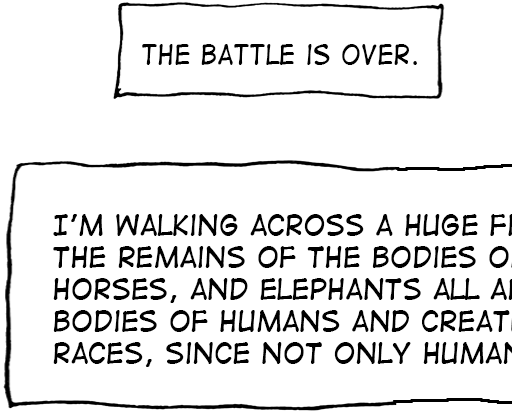 THE BATTLE IS OVER.
I'M WALKING ACROSS A HUGE
THE REMAINS OF THE BODIES
HORSES, AND ELEPHANTS ALL
BODIES OF HUMANS AND
RACES, SINCE NOT ONLY